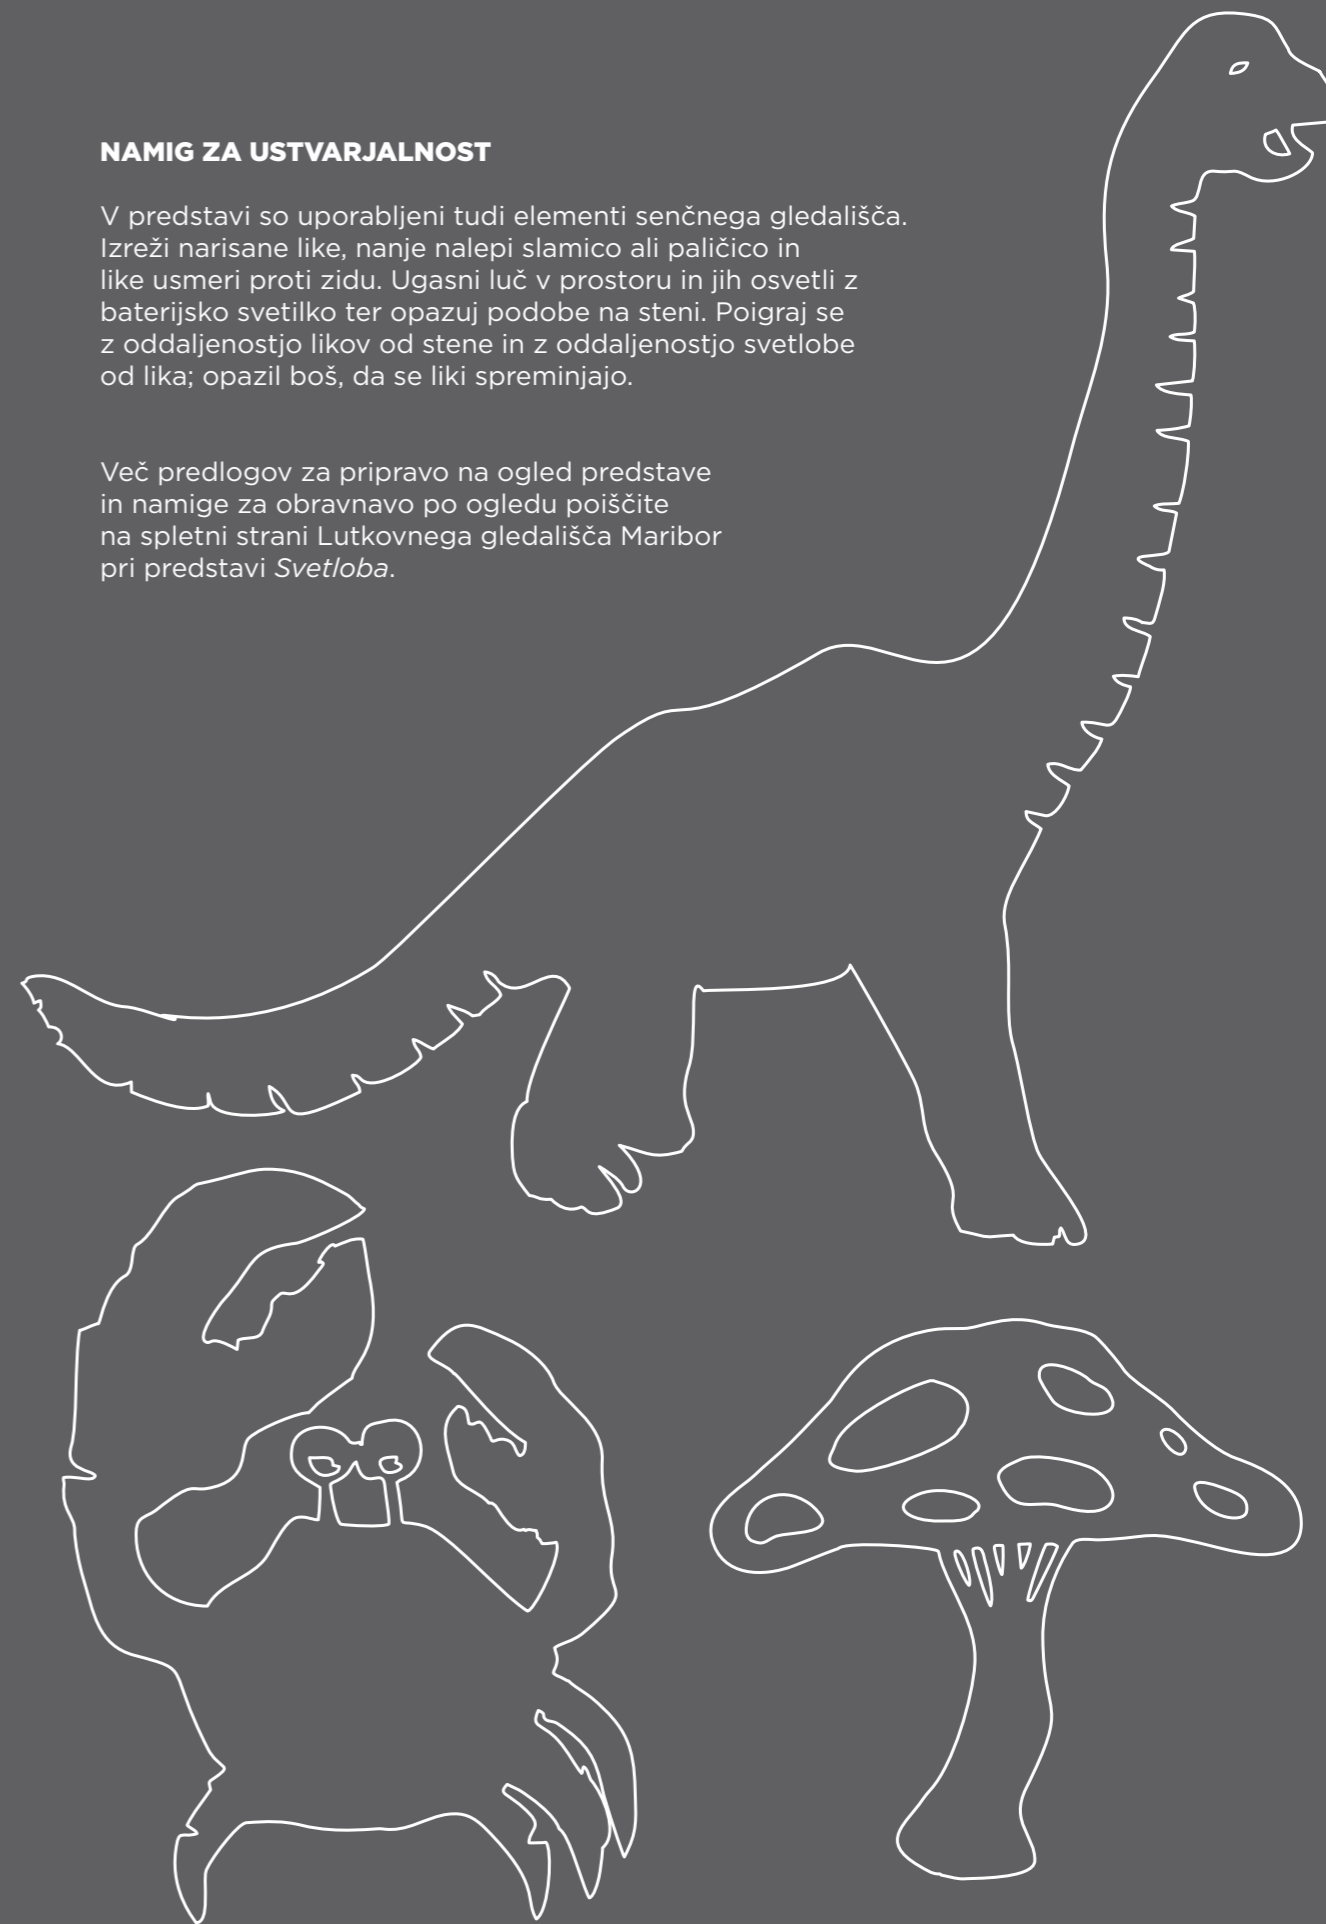 NAMIG ZA USTVARJALNOST
V predstavi so uporabljeni tudi elementi senčnega gledališča.
Izreži narisane like, nanje nalepi slamico ali paličico in
like usmeri proti zidu. Ugasni luč v prostoru in jih osvetli z
baterijsko svetilko ter opazuj podobe na steni. Poigraj se
z oddaljenostjo likov od stene in z oddaljenostjo svetlobe
od lika; opazil boš, da se liki spreminjajo.
Več predlogov za pripravo na ogled predstave
in namige za obravnavo po ogledu poiščite
na spletni strani Lutkovnega gledališča Maribor
pri predstavi Svetloba.